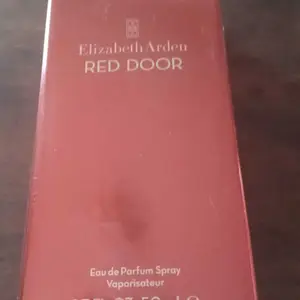 Elizabeth Arden
RED DOOR
Eau de Parfum Spray
Vaporisateur